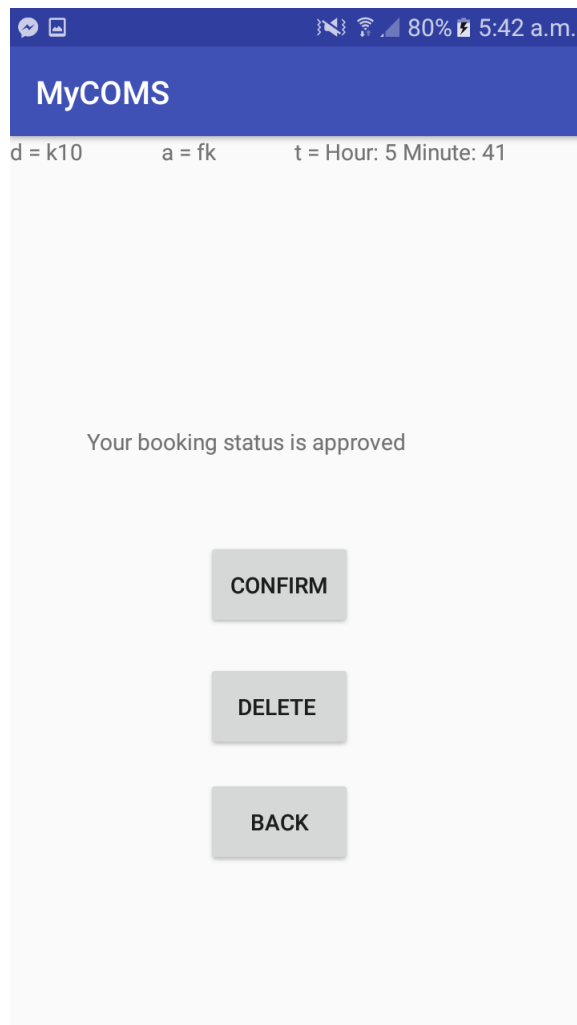 80% 5:42 a.m.
MyCOMS
d = k10 a = fk t = Hour: 5 Minute: 41
Your booking status is approved
CONFIRM
DELETE
BACK